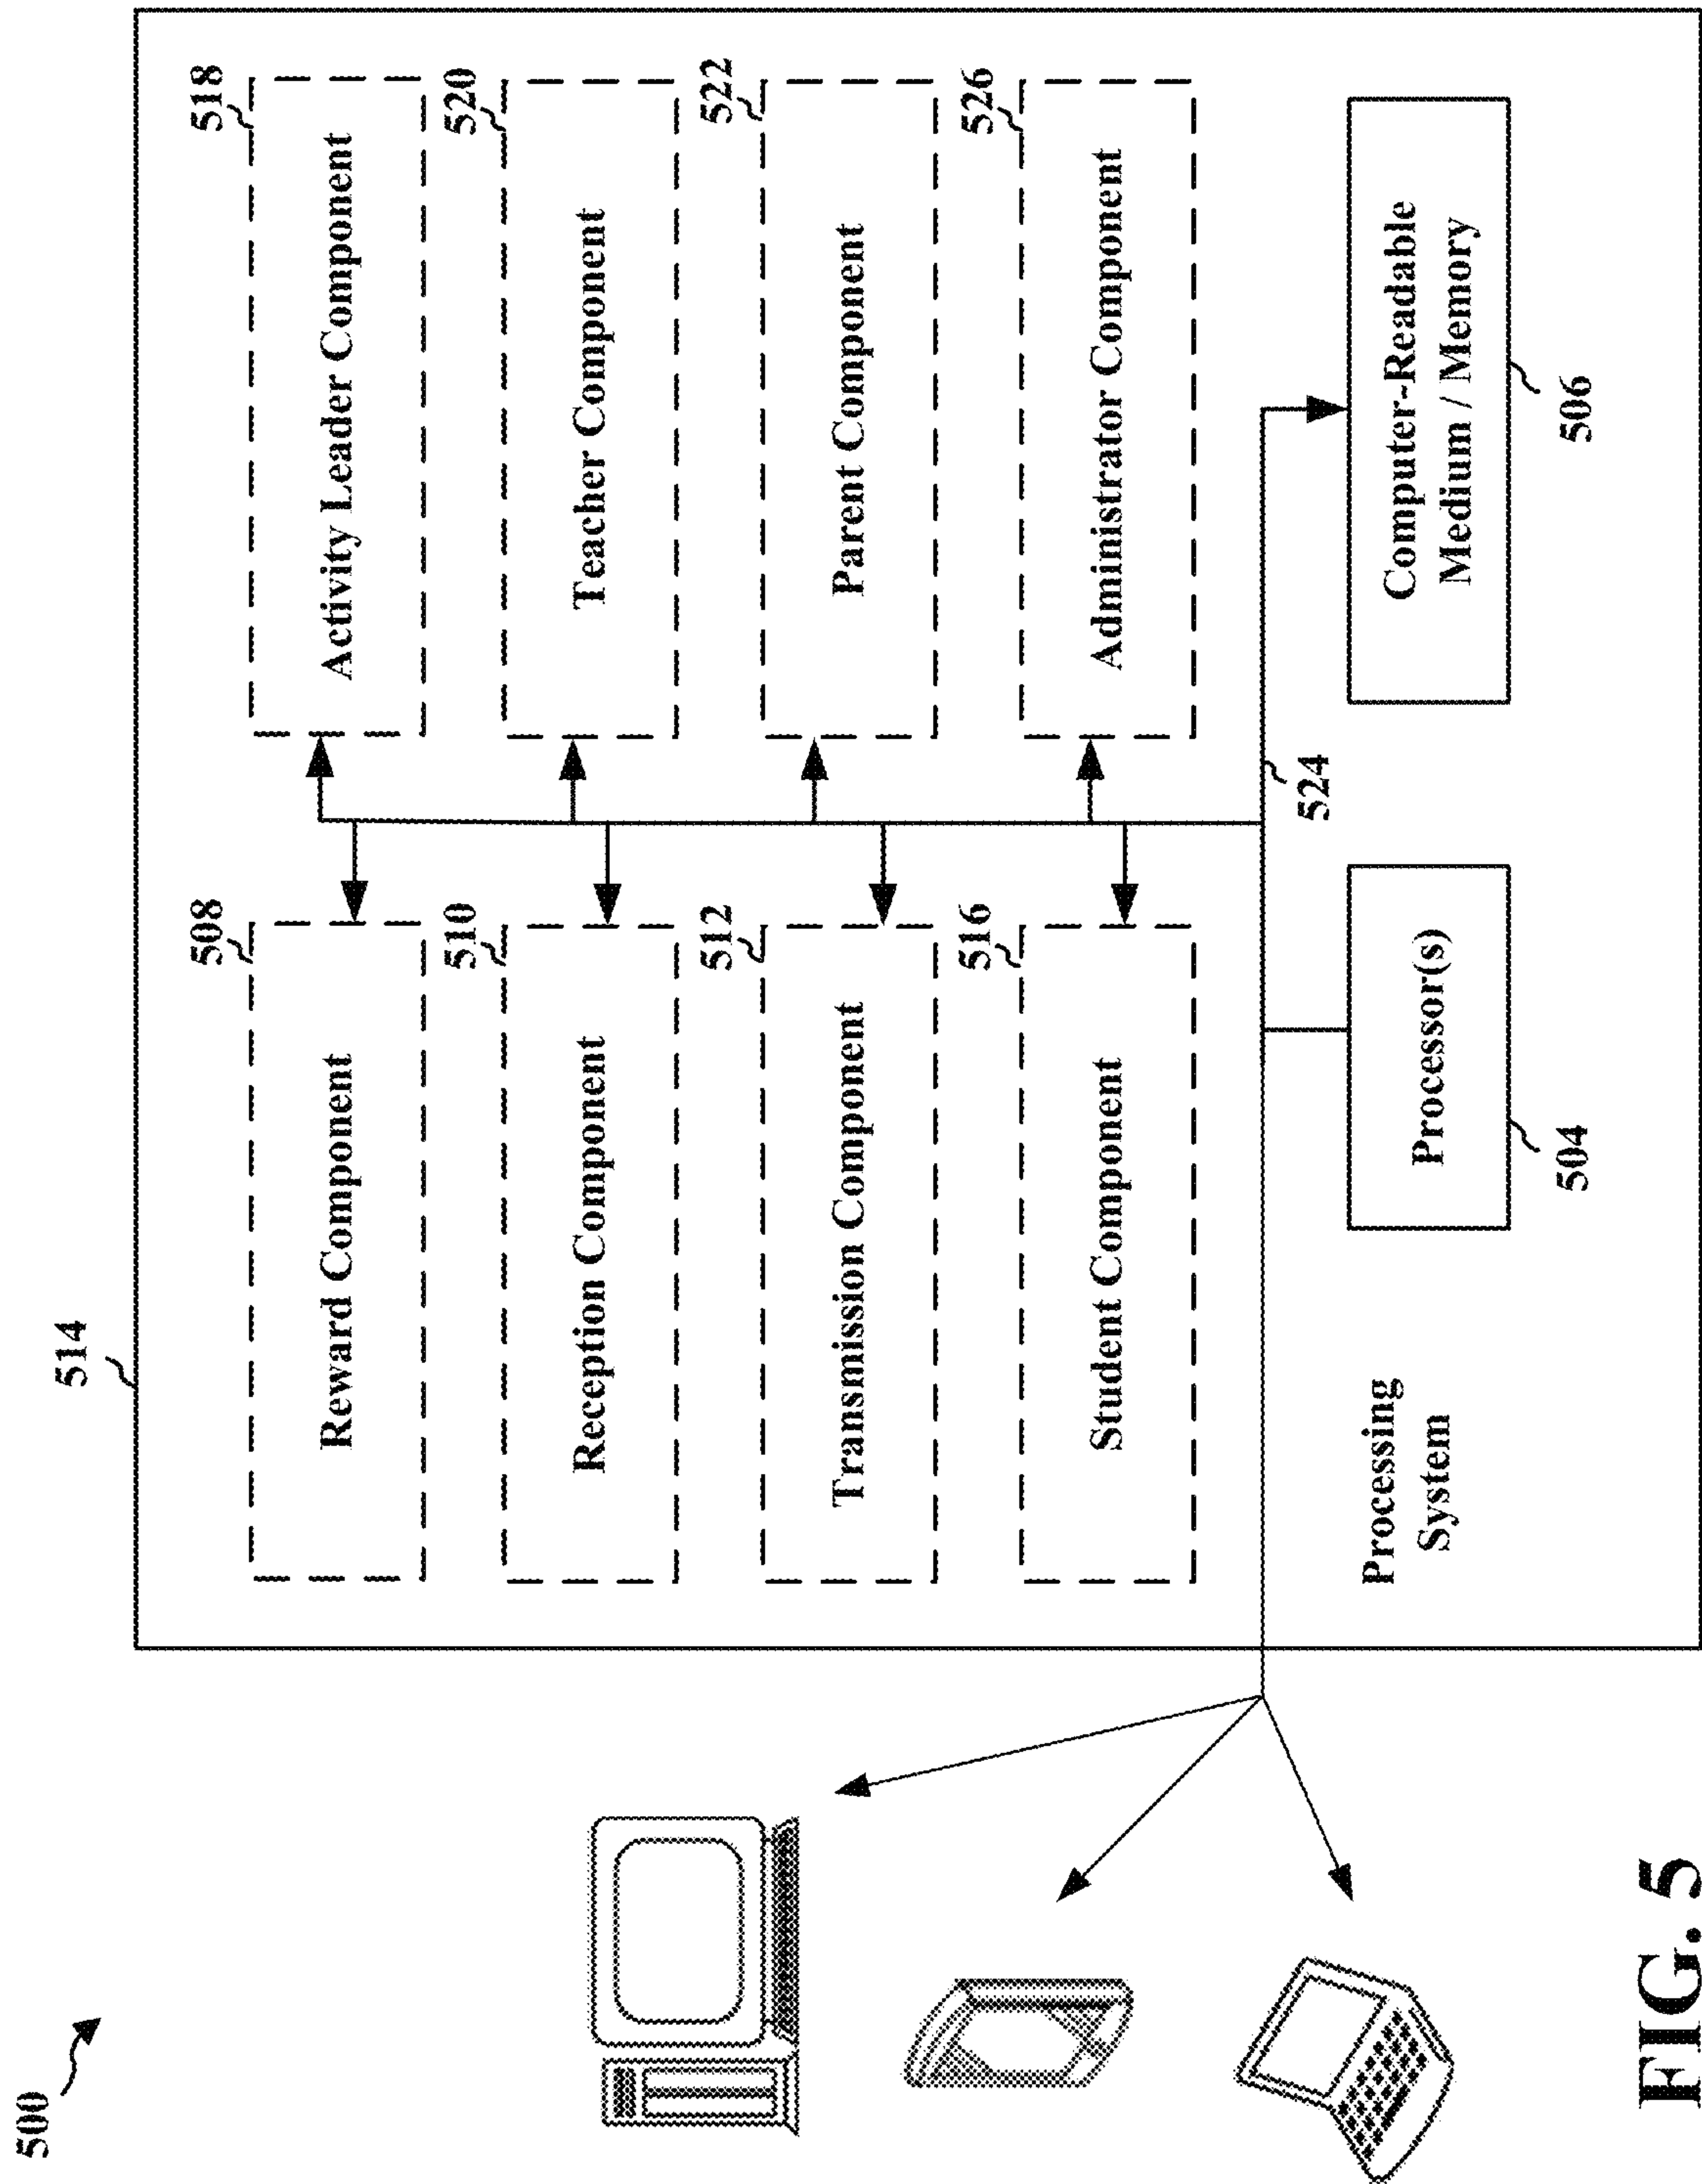 500
514
508
Reward Component
518
Activity Leader Component
510
Reception Component
520
Teacher Component
512
Transmission Component
522
Parent Component
516
Student Component
526
Administrator Component
524
Processing
System
Processor(s)
504
Computer-Readable
Medium / Memory
506
FIG. 5